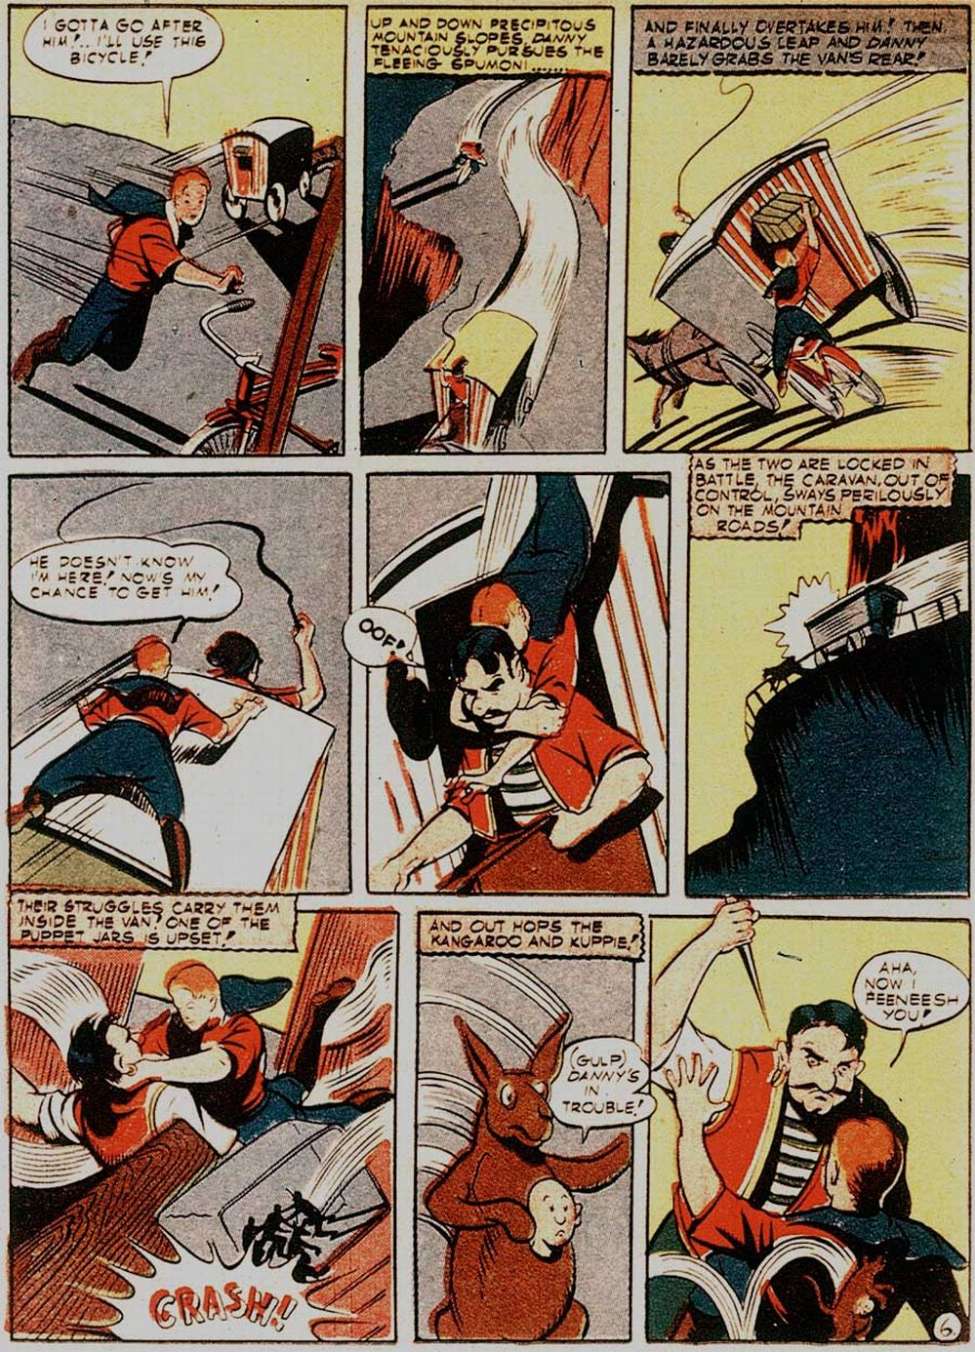 I GOTTA GO AFTER
HIM!.. I'LL USE THIS
BICYCLE!
UP AND DOWN PRECIPITOUS
MOUNTAIN SLOPES, DANNY
TENACIOUSLY PURSUES THE
FLEEING SPUMONI.......
AND FINALLY OVERTAKES HIM! THEN,
A HAZARDOUS LEAP AND DANNY
BARELY GRABS THE VAN'S REAR!
HE DOESN'T KNOW
I'M HERE! NOW'S MY
CHANCE TO GET HIM!
OOF!
AS THE TWO ARE LOCKED IN
BATTLE, THE CARAVAN, OUT OF
CONTROL, SWAYS PERILOUSLY
ON THE MOUNTAIN
ROADS!
THEIR STRUGGLES CARRY THEM
INSIDE THE VAN! ONE OF THE
PUPPET JARS IS UPSET!
CRASH!!
AND OUT HOPS THE
KANGAROO AND KUPPIE!
(GULP)
DANNY'S
IN
TROUBLE!
AHA,
NOW I
FEENEESH
YOU!
6